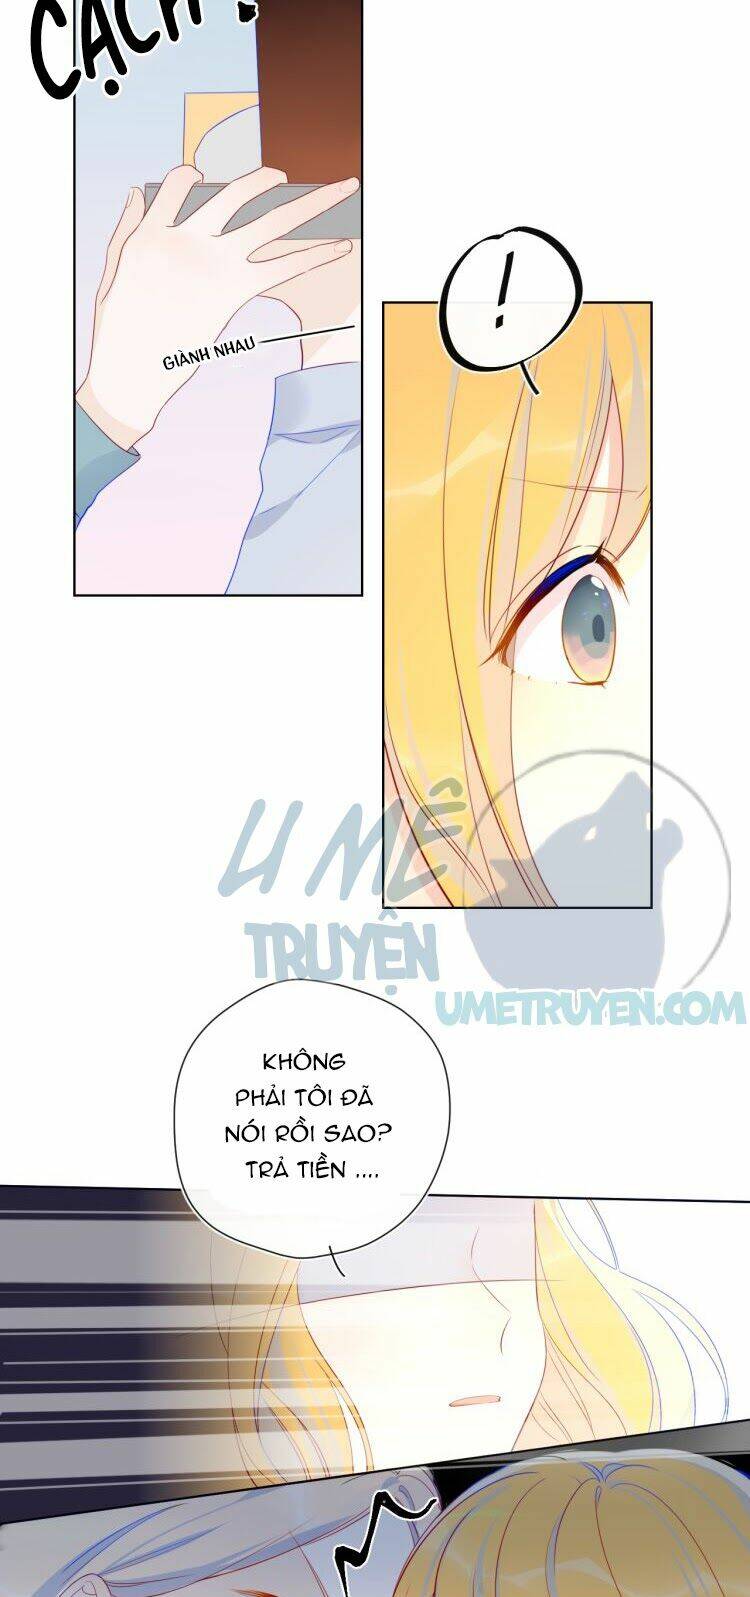 CẠCH!
GIÀNH NHAU
!
U MÊ
TRUYỆN
UMETRUYEN.COM
KHÔNG
PHẢI TÔI ĐÃ
NÓI RỒI SAO?
TRẢ TIỀN ....